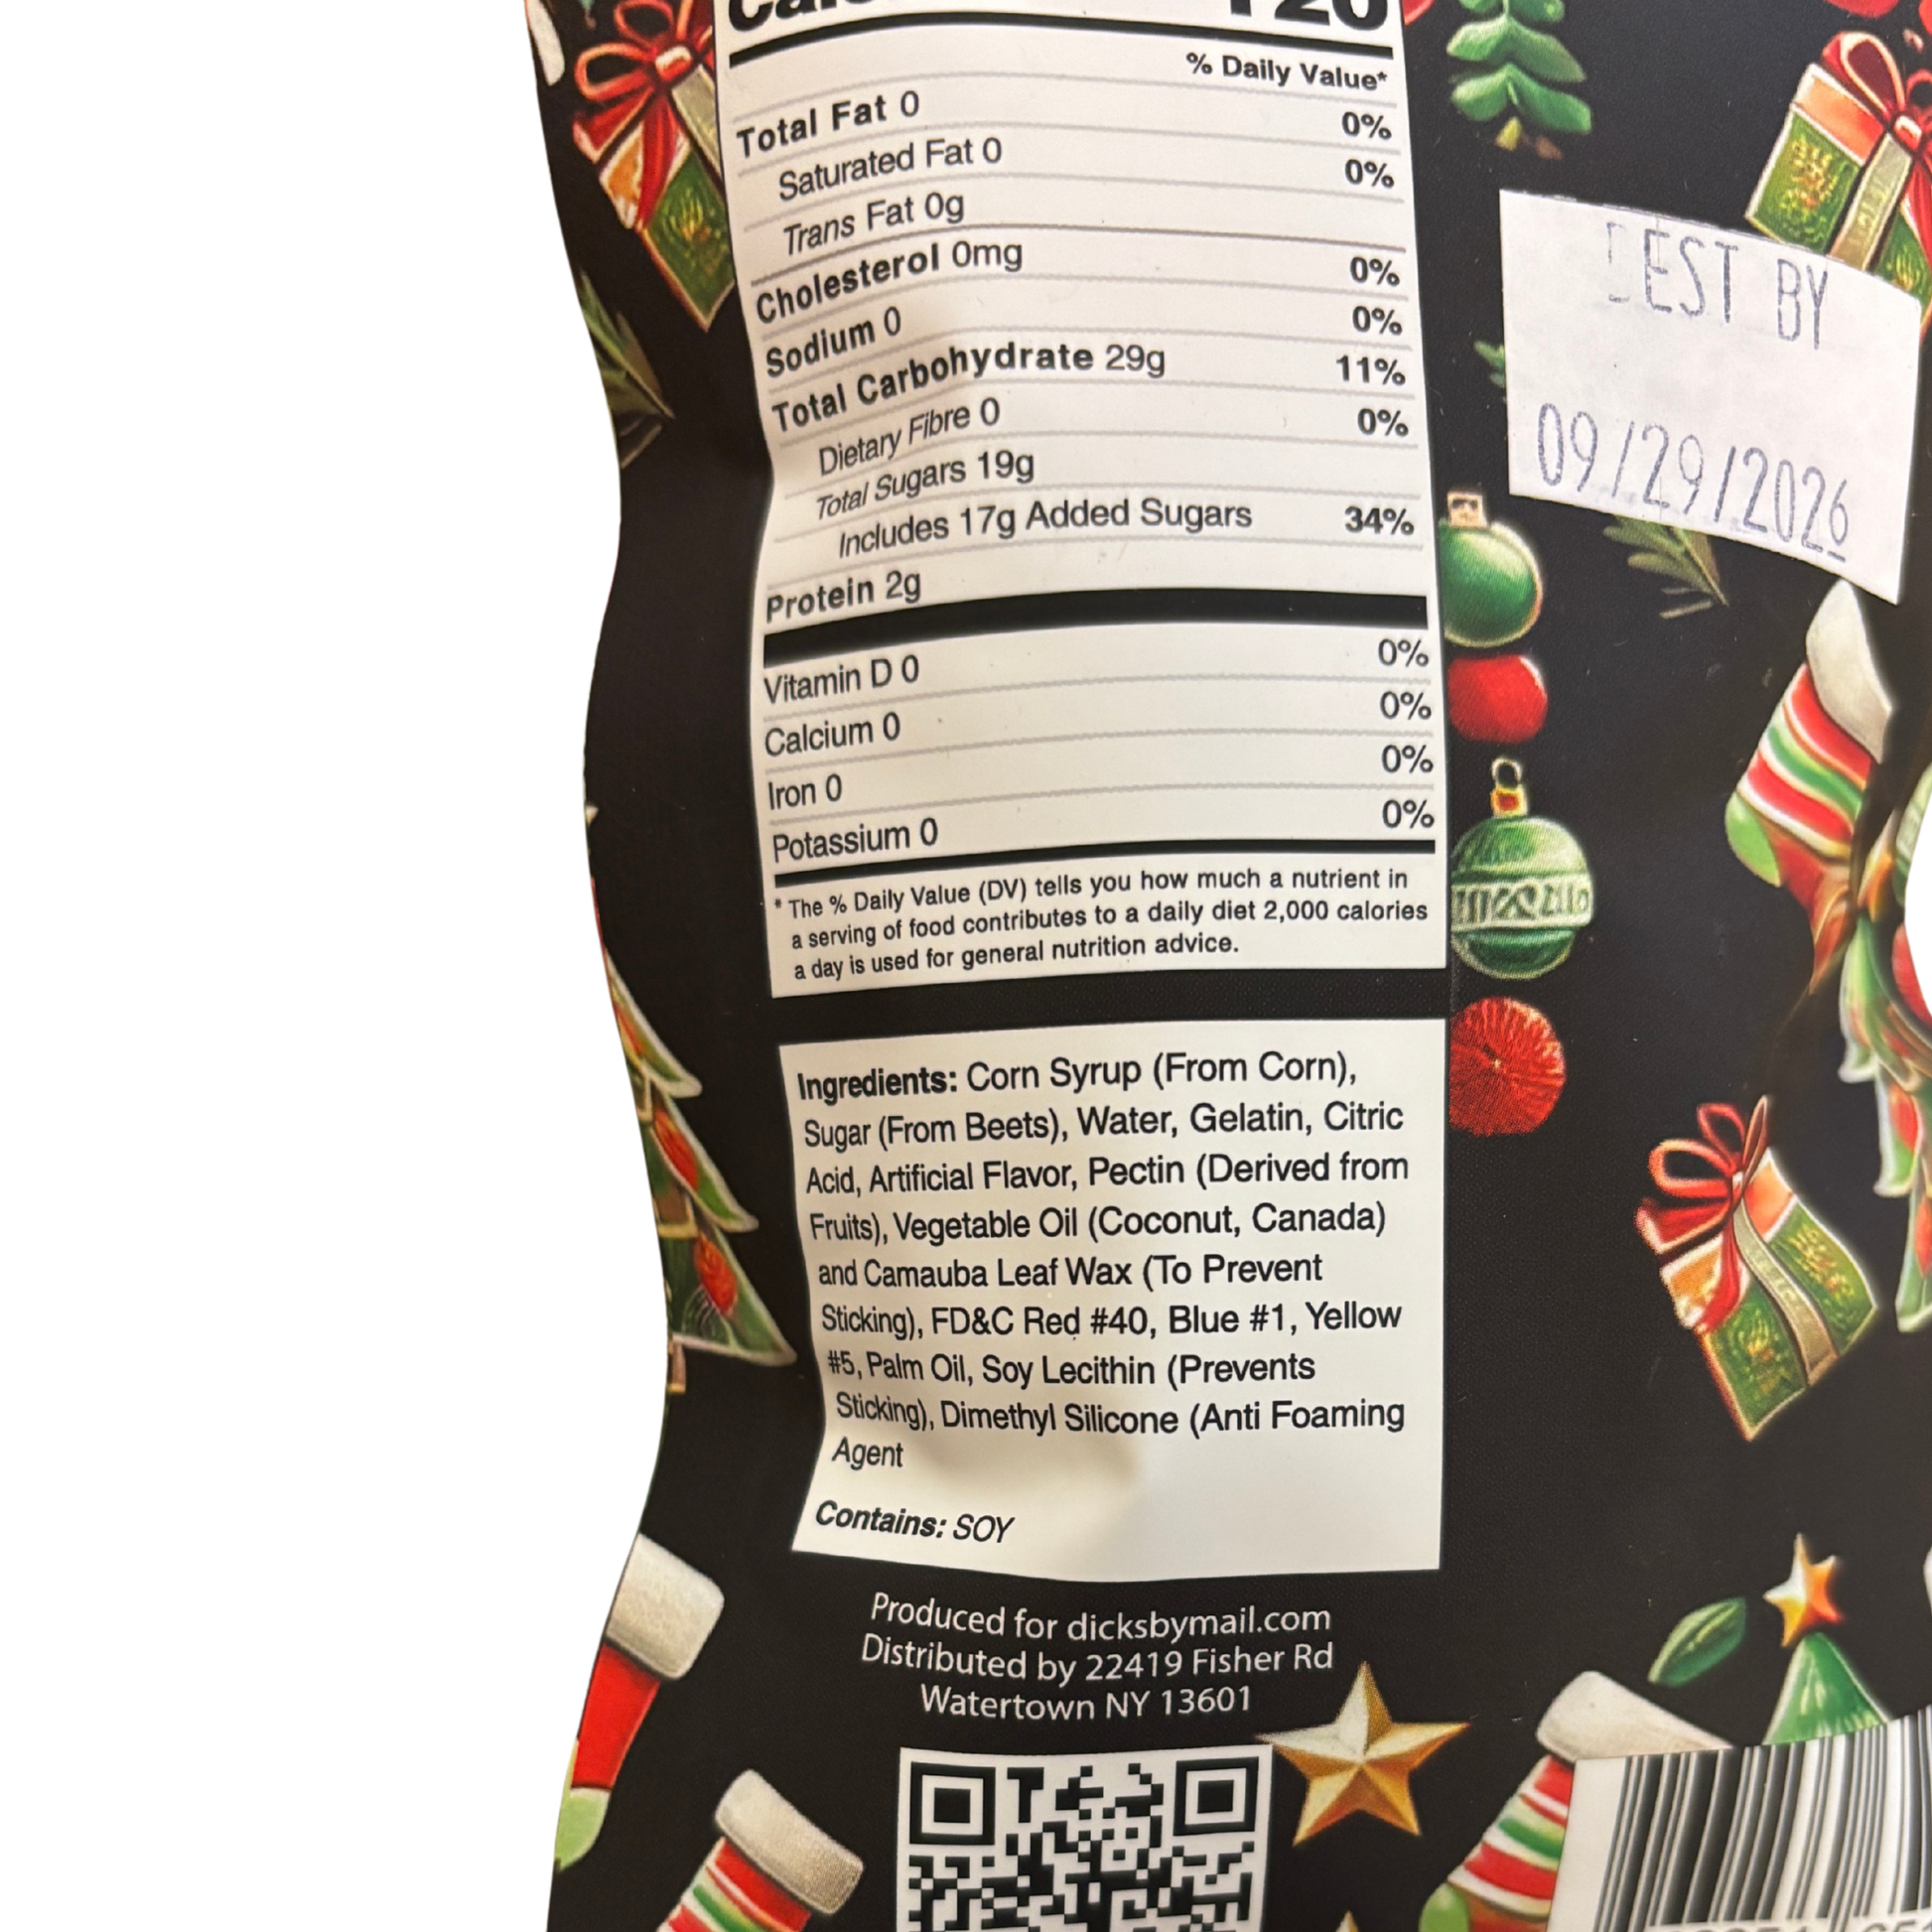 120
% Daily Value*
Total Fat 0 0%
Saturated Fat 0 0%
Trans Fat 0g
Cholesterol 0mg 0%
Sodium 0 0%
Total Carbohydrate 29g 11%
Dietary Fibre 0 0%
Total Sugars 19g
Includes 17g Added Sugars 34%
Protein 2g
Vitamin D 0 0%
Calcium 0 0%
Iron 0 0%
Potassium 0 0%
* The % Daily Value (DV) tells you how much a nutrient in
a serving of food contributes to a daily diet 2,000 calories
a day is used for general nutrition advice.
Ingredients: Corn Syrup (From Corn),
Sugar (From Beets), Water, Gelatin, Citric
Acid, Artificial Flavor, Pectin (Derived from
Fruits), Vegetable Oil (Coconut, Canada)
and Camauba Leaf Wax (To Prevent
Sticking), FD&C Red #40, Blue #1, Yellow
#5, Palm Oil, Soy Lecithin (Prevents
Sticking), Dimethyl Silicone (Anti Foaming
Agent
Contains: SOY
Produced for dicksbymail.com
Distributed by 22419 Fisher Rd
Watertown NY 13601
BEST BY
09/29/2026